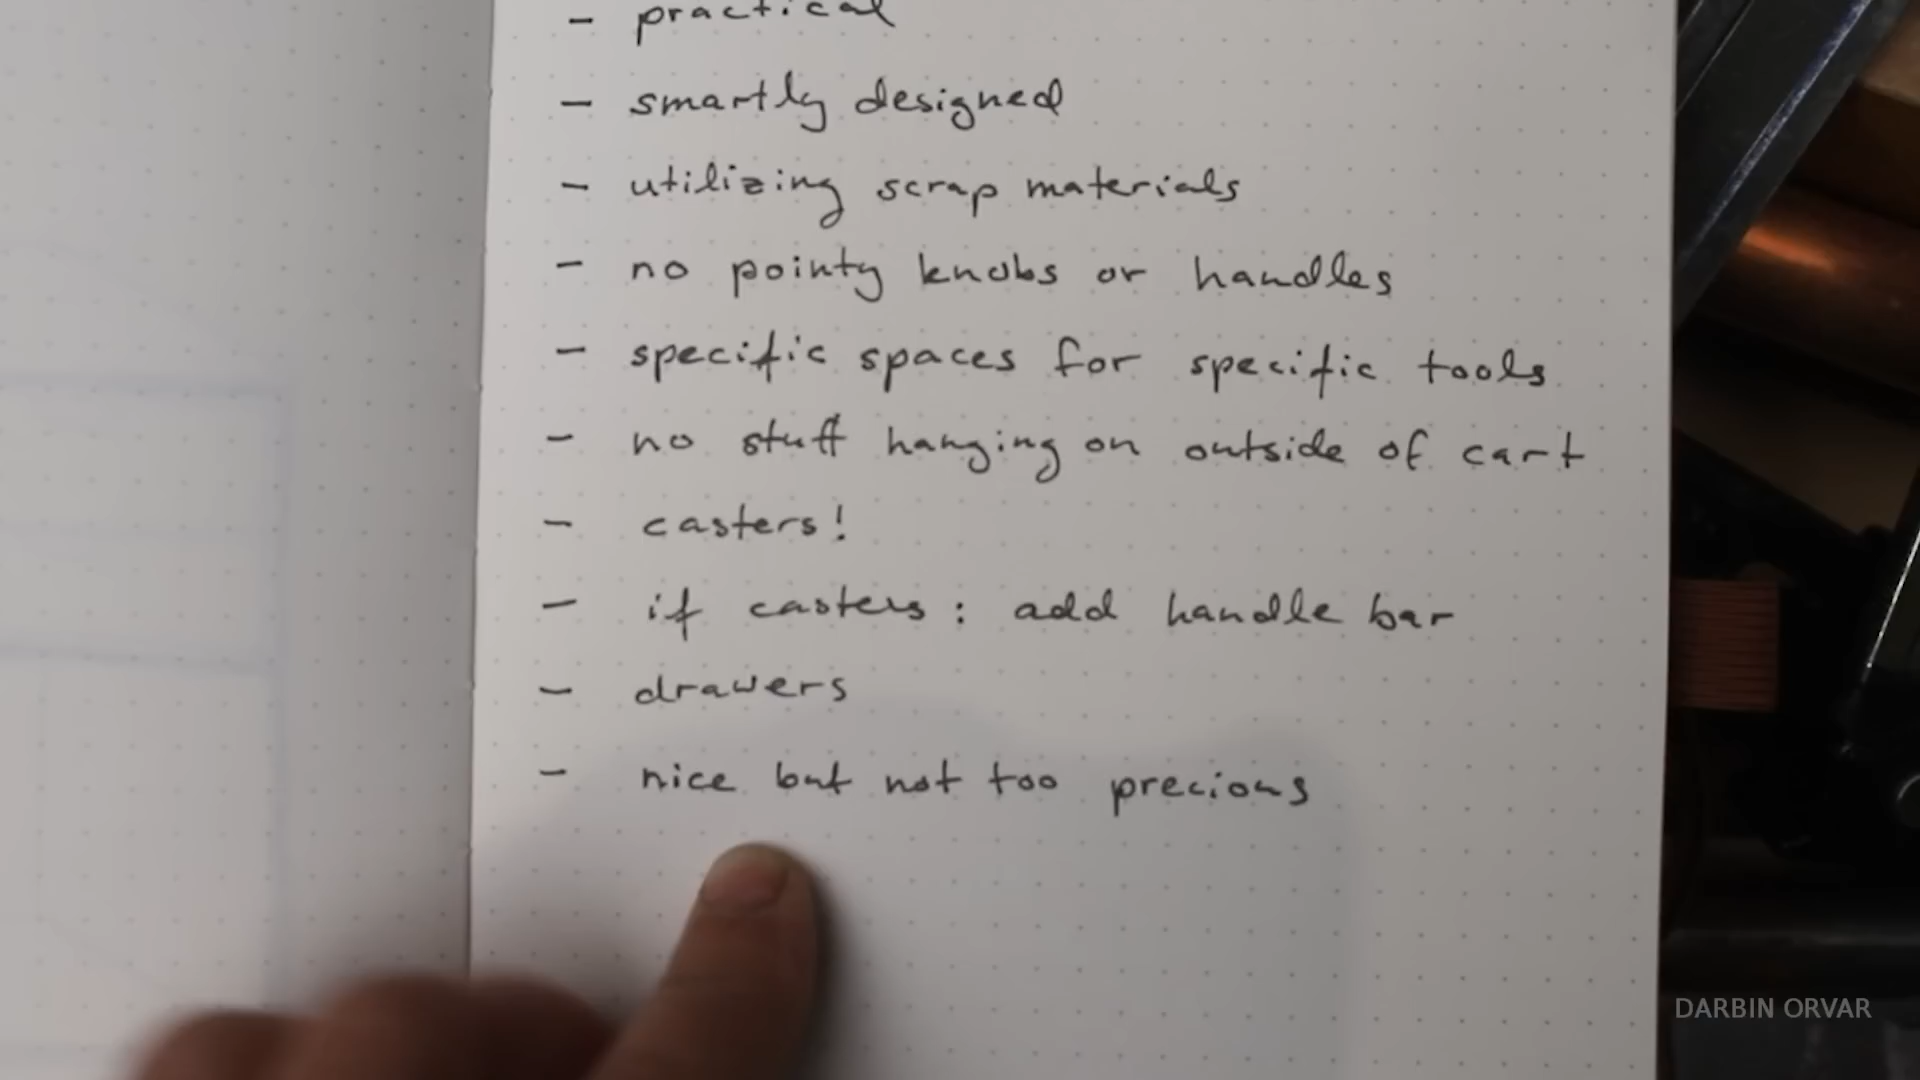 - practical
- smartly designed
- utilizing scrap materials
- no pointy knobs or handles
- specific spaces for specific tools
- no stuff hanging on outside of cart
- casters!
- if casters: add handle bar
- drawers
- nice but not too precious
DARBIN ORVAR